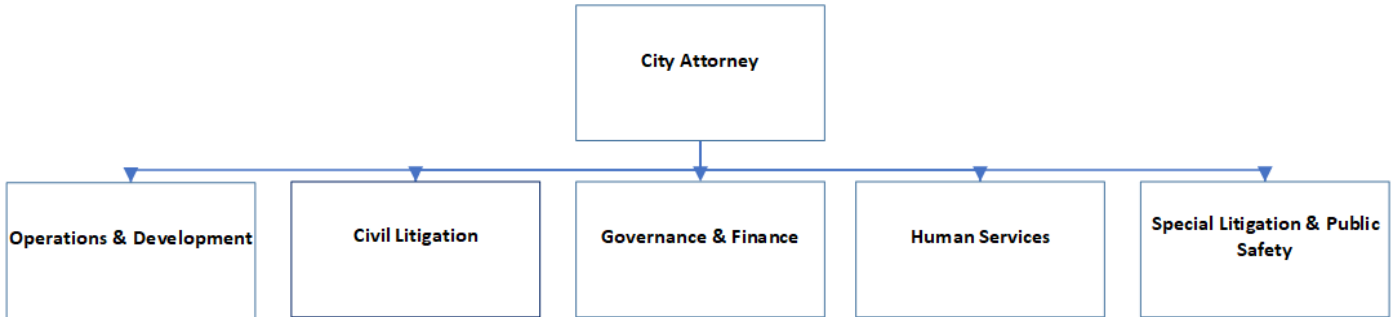 City Attorney
Operations & Development
Civil Litigation
Governance & Finance
Human Services
Special Litigation & Public
Safety